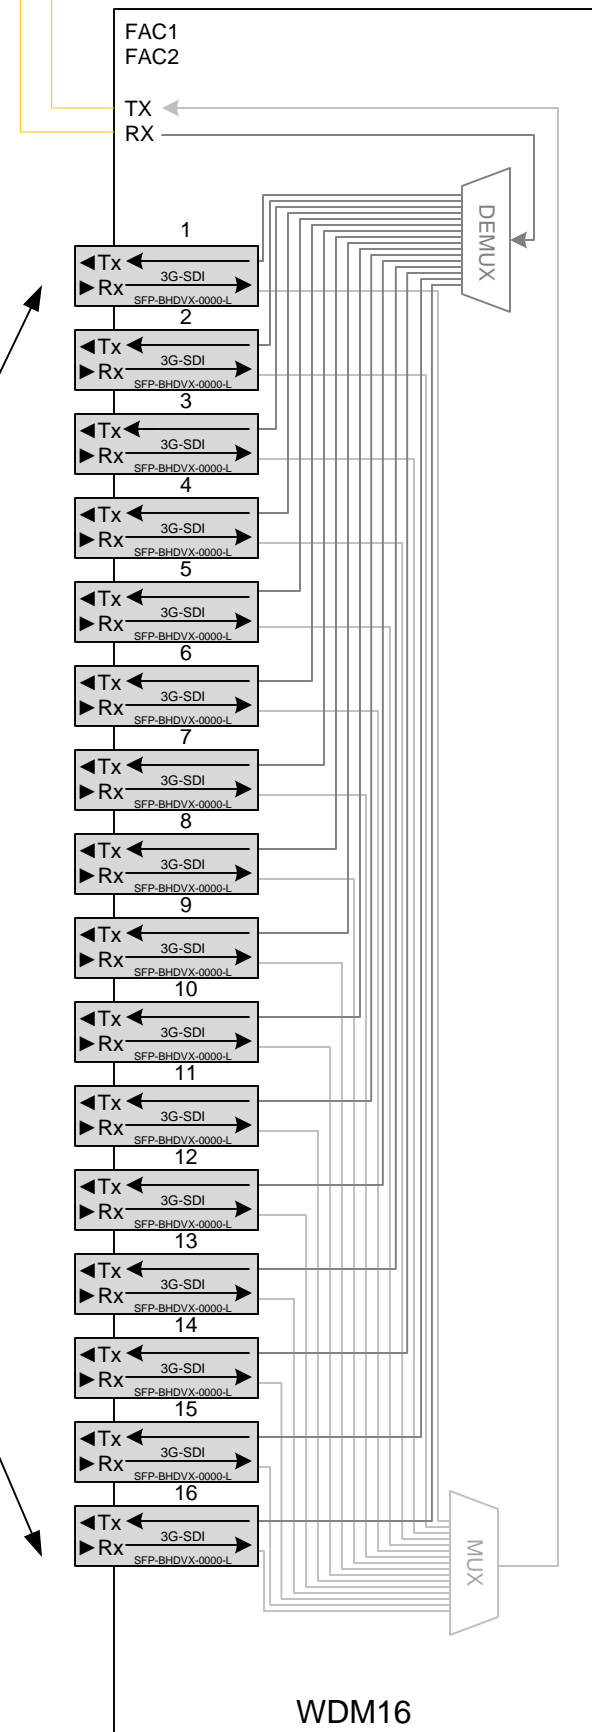 FAC1
FAC2
TX
RX
DEMUX
1
Tx
3G-SDI
Rx
SFP-BHDVX-0000-L
2
Tx
3G-SDI
Rx
SFP-BHDVX-0000-L
3
Tx
3G-SDI
Rx
SFP-BHDVX-0000-L
4
Tx
3G-SDI
Rx
SFP-BHDVX-0000-L
5
Tx
3G-SDI
Rx
SFP-BHDVX-0000-L
6
Tx
3G-SDI
Rx
SFP-BHDVX-0000-L
7
Tx
3G-SDI
Rx
SFP-BHDVX-0000-L
8
Tx
3G-SDI
Rx
SFP-BHDVX-0000-L
9
Tx
3G-SDI
Rx
SFP-BHDVX-0000-L
10
Tx
3G-SDI
Rx
SFP-BHDVX-0000-L
11
Tx
3G-SDI
Rx
SFP-BHDVX-0000-L
12
Tx
3G-SDI
Rx
SFP-BHDVX-0000-L
13
Tx
3G-SDI
Rx
SFP-BHDVX-0000-L
14
Tx
3G-SDI
Rx
SFP-BHDVX-0000-L
15
Tx
3G-SDI
Rx
SFP-BHDVX-0000-L
16
Tx
3G-SDI
Rx
SFP-BHDVX-0000-L
MUX
WDM16